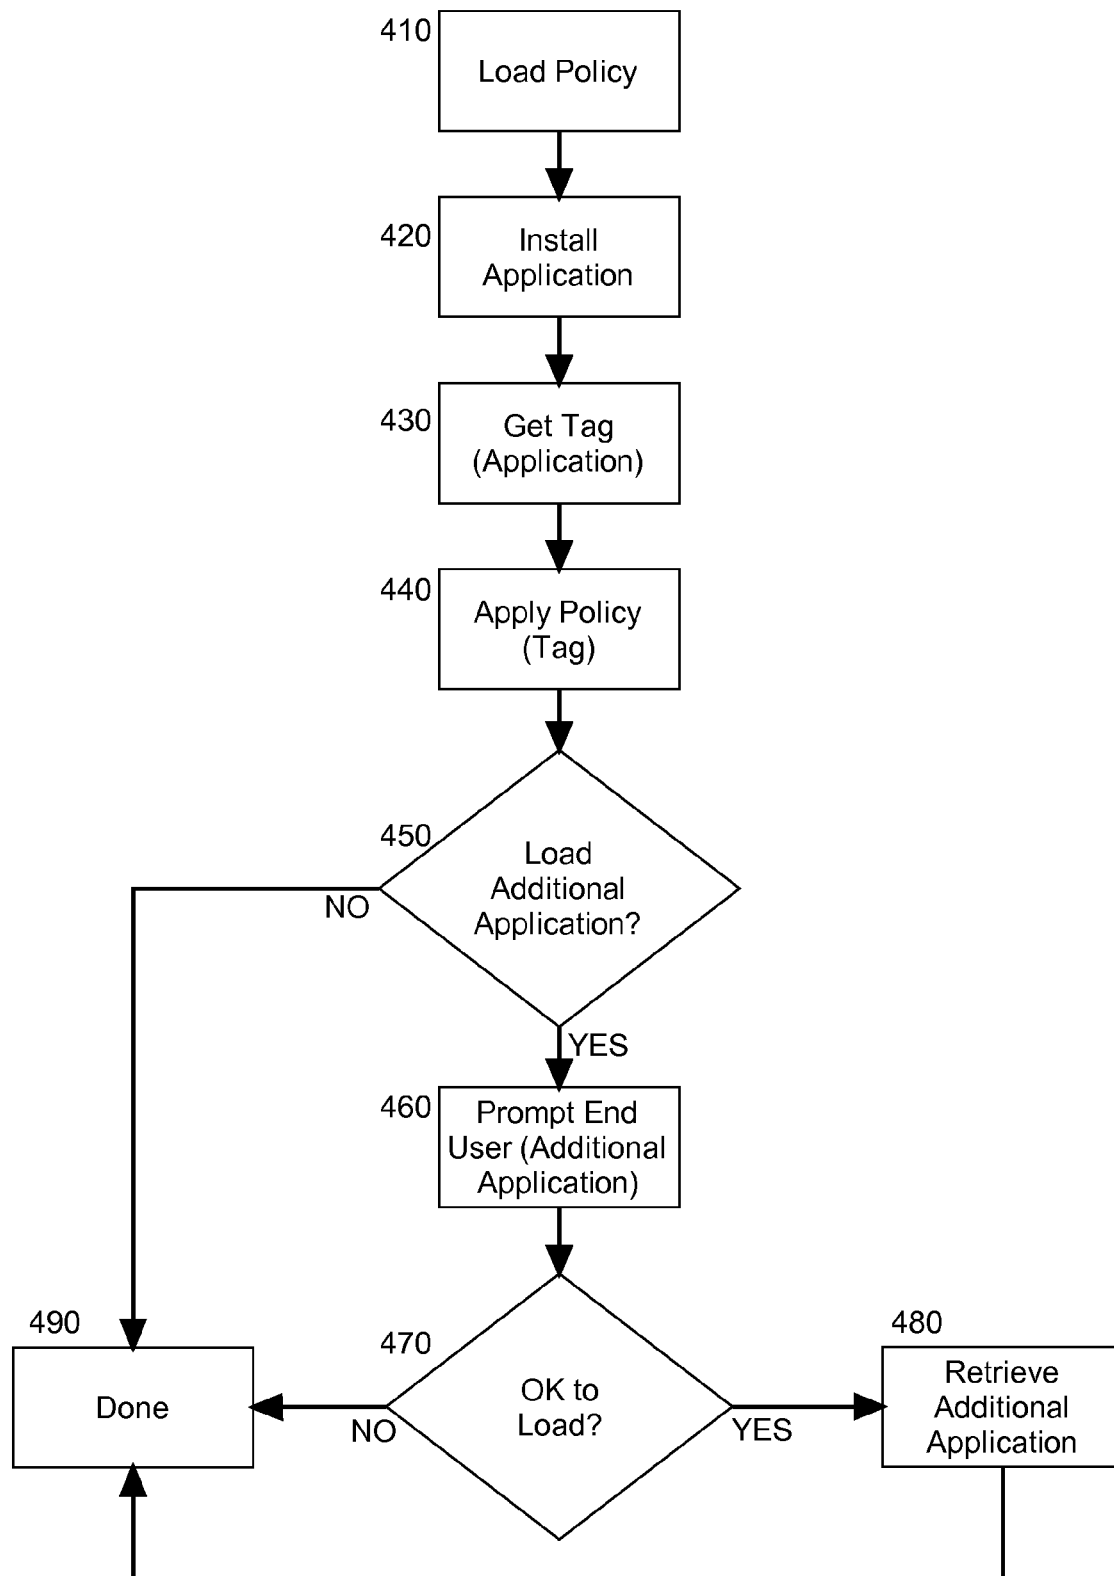 410
Load Policy
420
Install
Application
430
Get Tag
(Application)
440
Apply Policy
(Tag)
450
Load
Additional
Application?
NO
YES
460
Prompt End
User (Additional
Application)
490
Done
470
OK to
Load?
NO
YES
480
Retrieve
Additional
Application